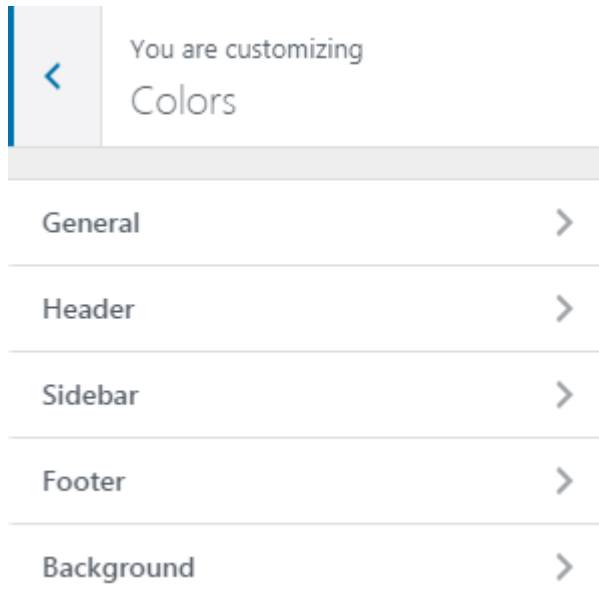 You are customizing
Colors
General
Header
Sidebar
Footer
Background